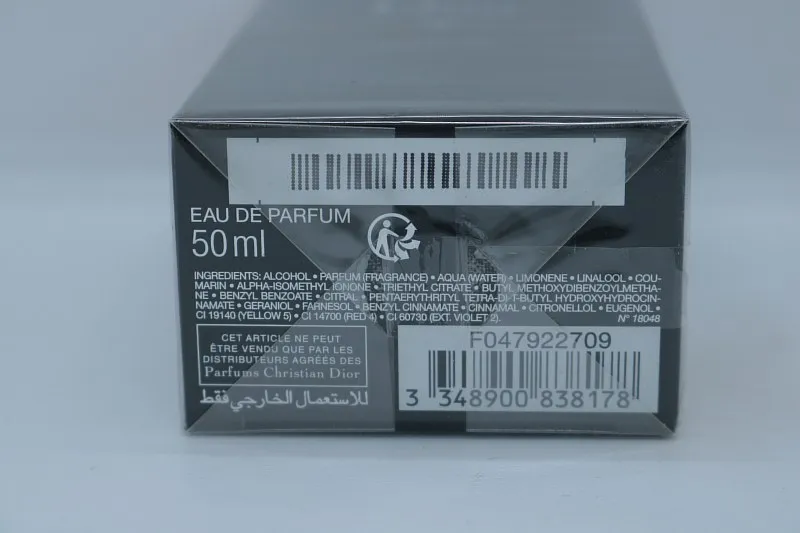 EAU DE PARFUM
50 ml
INGREDIENTS: ALCOHOL • PARFUM (FRAGRANCE) • AQUA (WATER) • LIMONENE • LINALOOL • COU-
MARIN • ALPHA-ISOMETHYL IONONE • TRIETHYL CITRATE • BUTYL METHOXYDIBENZOYLMETHA-
NE • BENZYL BENZOATE • CITRAL • PENTAERYTHRITYL TETRA-DI-T-BUTYL HYDROXYHYDROCIN-
NAMATE • GERANIOL • FARNESOL • BENZYL CINNAMATE • CINNAMAL • CITRONELLOL • EUGENOL •
CI 19140 (YELLOW 5) • CI 14700 (RED 4) • CI 60730 (EXT. VIOLET 2).
N° 18048
CET ARTICLE NE PEUT
ÊTRE VENDU QUE PAR LES
DISTRIBUTEURS AGRÉÉS DES
Parfums Christian Dior
للاستعمال الخارجي فقط
F047922709
3 348900 838178